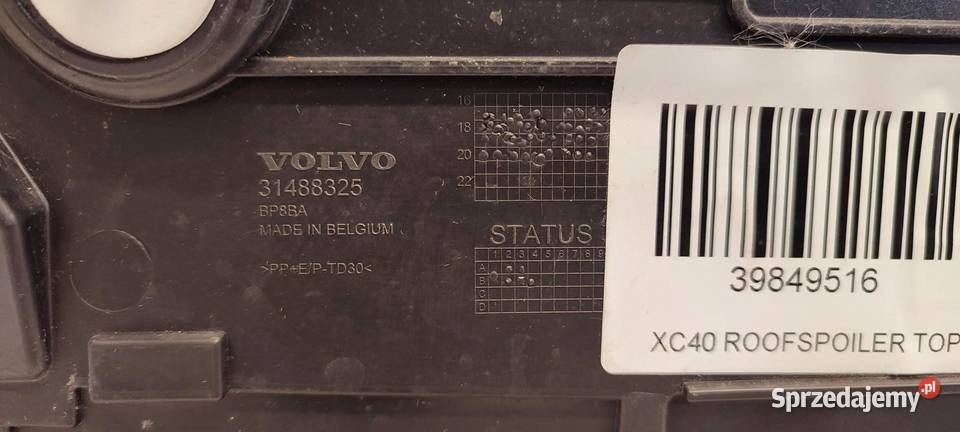 VOLVO
31488325
BP8BA
MADE IN BELGIUM
>PP+E/P-TD30<
16
18
20
22
STATUS
1 2 3 4 5 6 7 8 9
A
B
C
D
39849516
XC40 ROOFSPOILER TOP
Sprzedajemy.pl